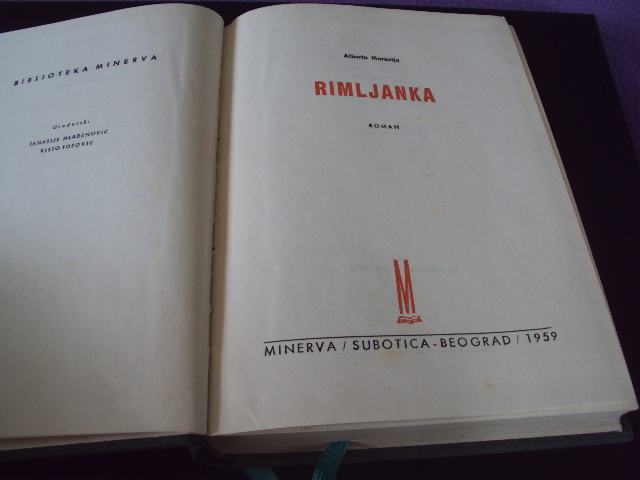 BIBLIOTEKA MINERVA
Urednici:
TANASIJE MLADENOVIĆ
RISTO TOŠOVIĆ
Alberto Moravija
RIMLJANKA
ROMAN
M
MINERVA / SUBOTICA-BEOGRAD / 1959